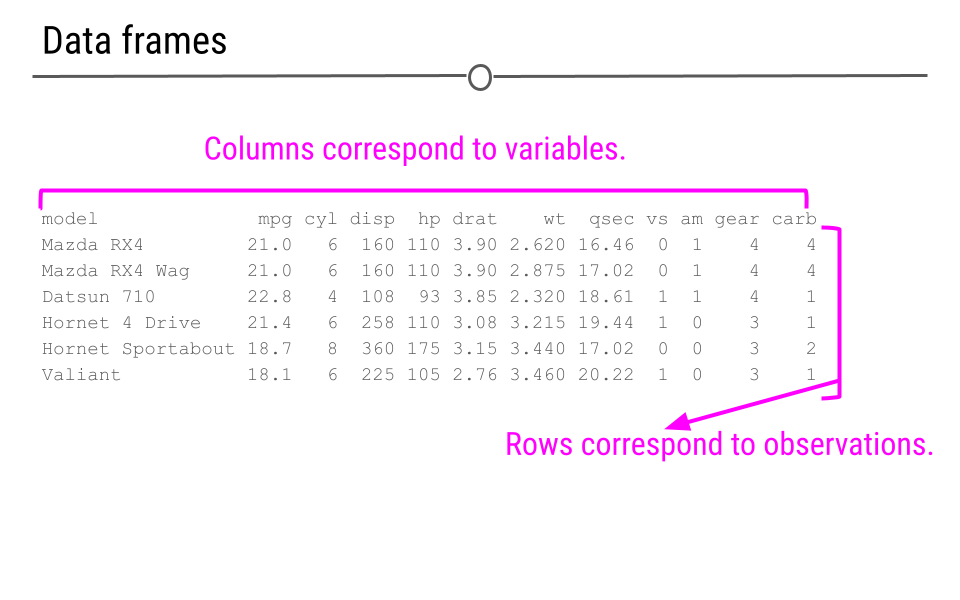 Data frames
Columns correspond to variables.
model mpg cyl disp hp drat wt qsec vs am gear carb
Mazda RX4 21.0 6 160 110 3.90 2.620 16.46 0 1 4 4
Mazda RX4 Wag 21.0 6 160 110 3.90 2.875 17.02 0 1 4 4
Datsun 710 22.8 4 108 93 3.85 2.320 18.61 1 1 4 1
Hornet 4 Drive 21.4 6 258 110 3.08 3.215 19.44 1 0 3 1
Hornet Sportabout 18.7 8 360 175 3.15 3.440 17.02 0 0 3 2
Valiant 18.1 6 225 105 2.76 3.460 20.22 1 0 3 1
Rows correspond to observations.